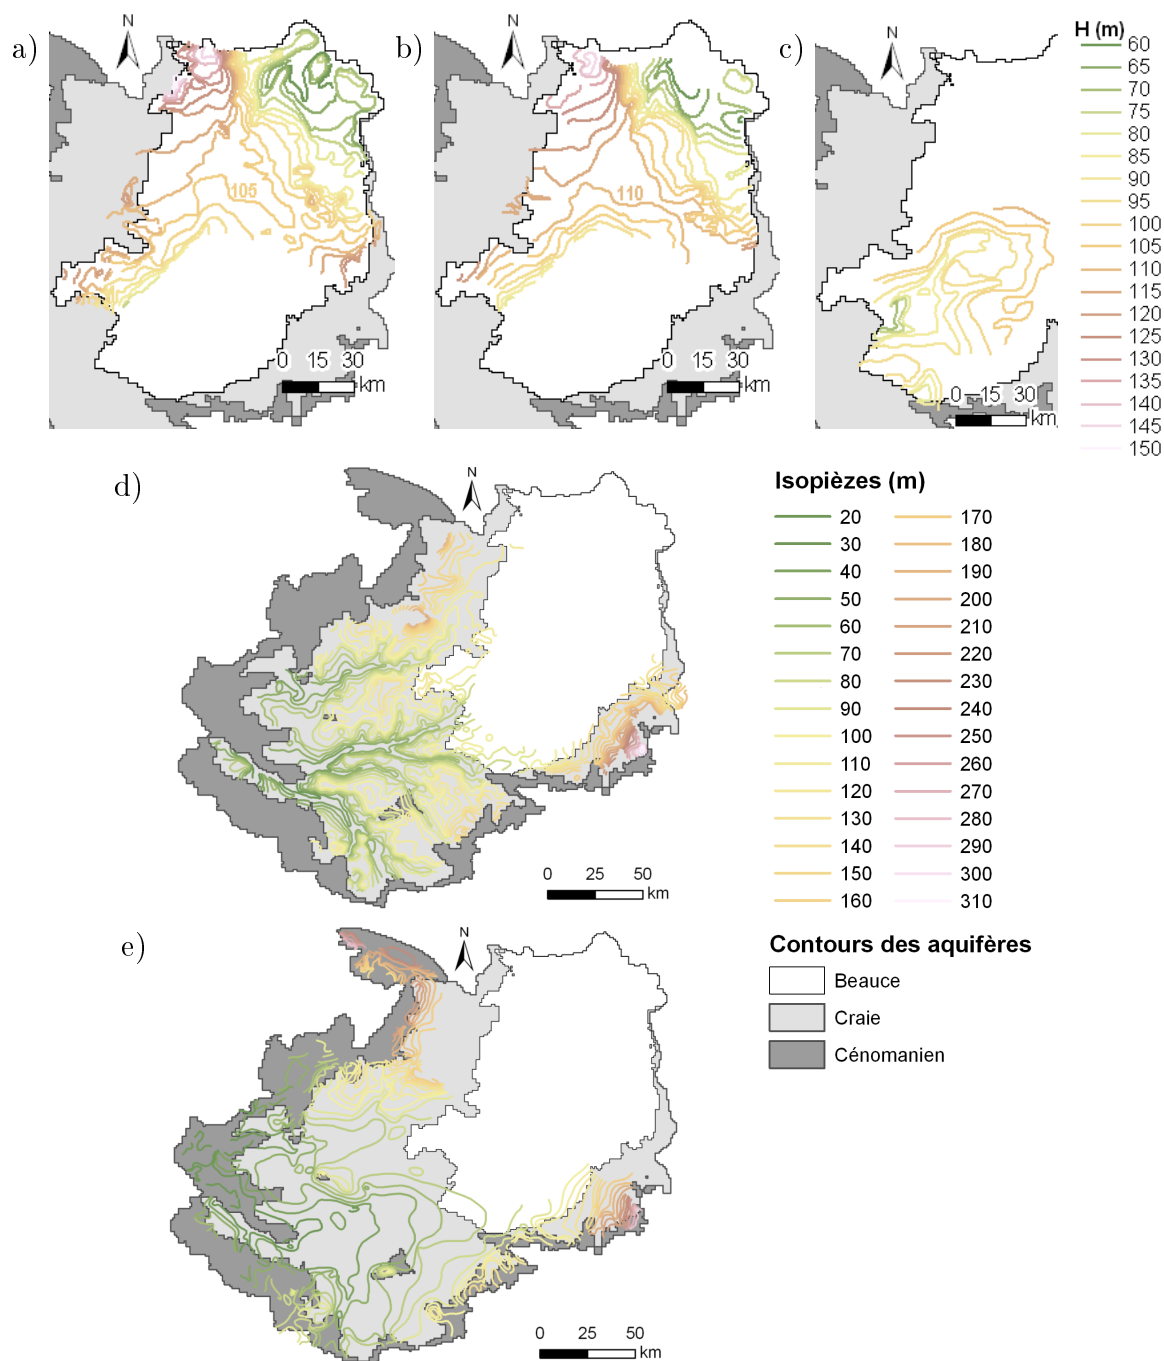 a)
N
105
0 15 30
km
b)
N
110
0 15 30
km
c)
N
0 15 30
km
H (m)
60
65
70
75
80
85
90
95
100
105
110
115
120
125
130
135
140
145
150
d)
N
0 25 50
km
Isopièzes (m)
20 170
30 180
40 190
50 200
60 210
70 220
80 230
90 240
100 250
110 260
120 270
130 280
140 290
150 300
160 310
e)
N
0 25 50
km
Contours des aquifères
Beauce
Craie
Cénomanien